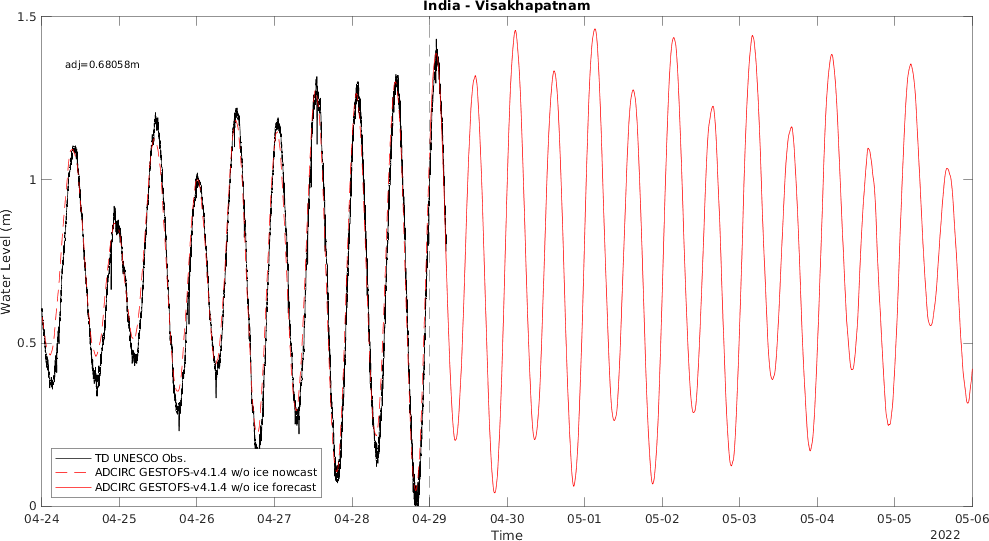 India - Visakhapatnam
1.5
adj=0.68058m
1
Water Level (m)
0.5
TD UNESCO Obs.
ADCIRC GESTOFS-v4.1.4 w/o ice nowcast
ADCIRC GESTOFS-v4.1.4 w/o ice forecast
0
04-24 04-25 04-26 04-27 04-28 04-29 04-30 05-01 05-02 05-03 05-04 05-05 05-06
Time
2022